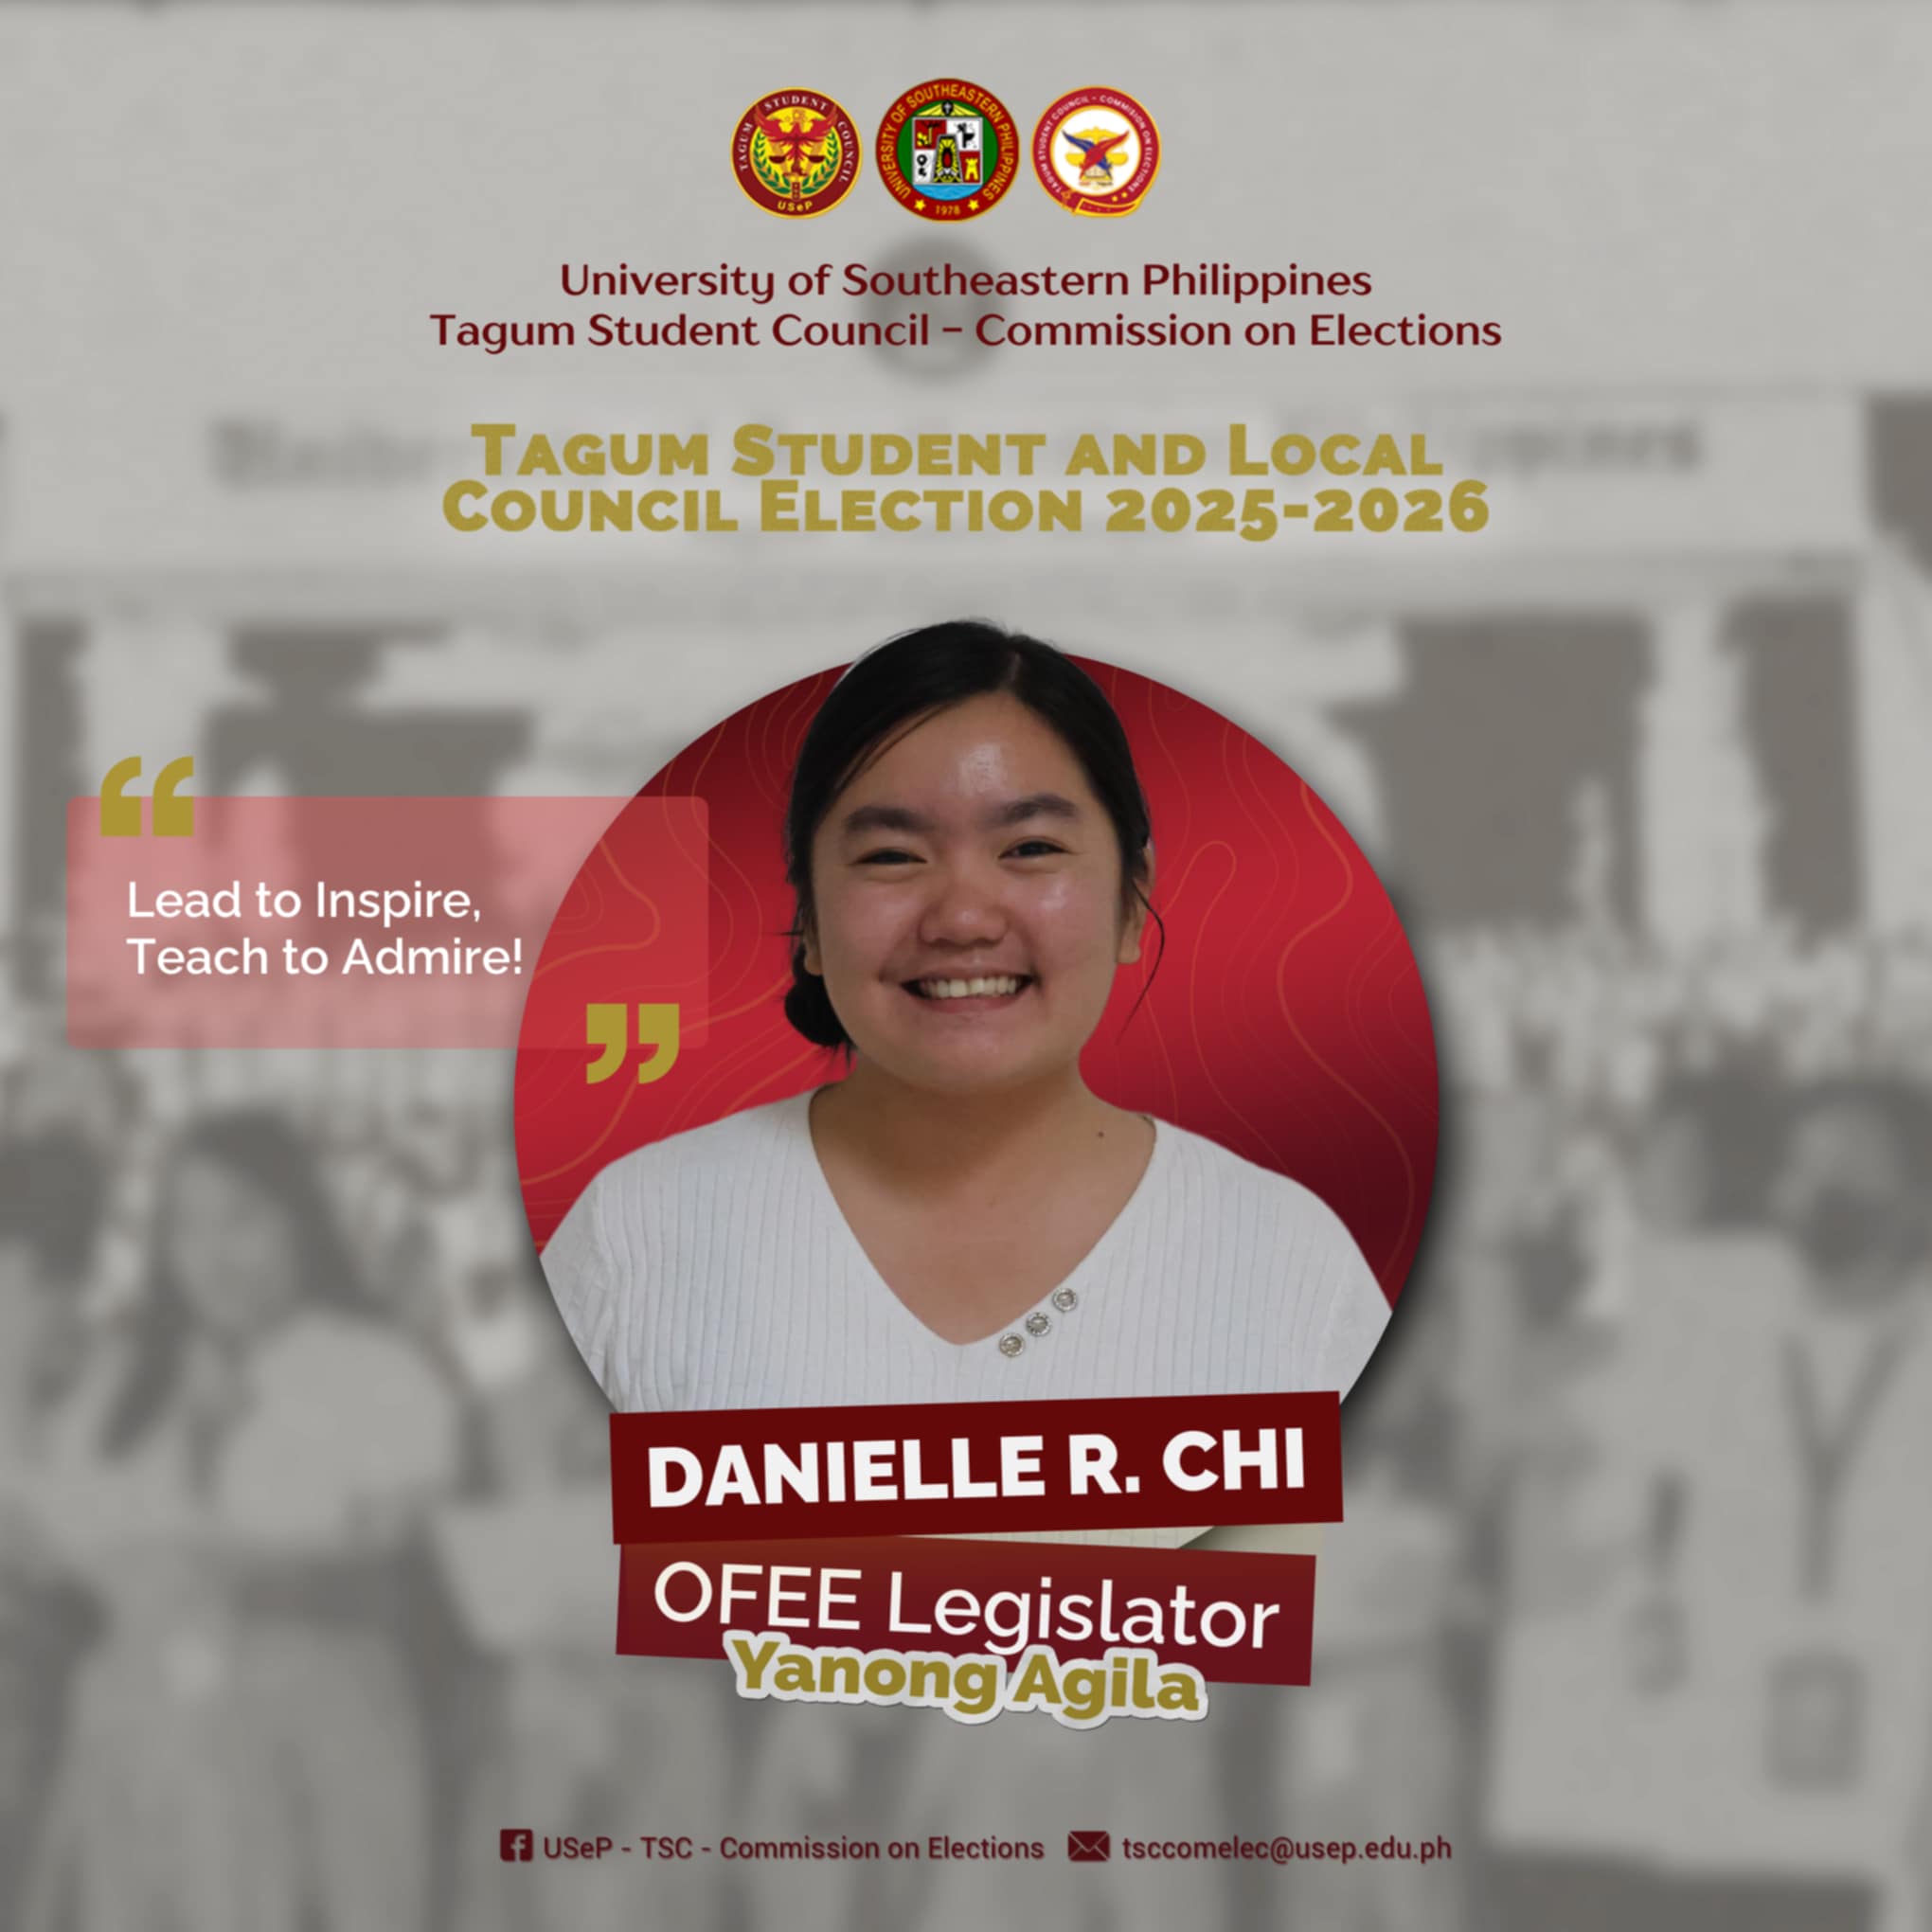 TAGUM STUDENT COUNCIL
USeP
UNIVERSITY OF SOUTHEASTERN PHILIPPINES
1978
TAGUM STUDENT COUNCIL - COMMISION ON ELECTIONS
University of Southeastern Philippines
Tagum Student Council – Commission on Elections
TAGUM STUDENT AND LOCAL
COUNCIL ELECTION 2025-2026
“
Lead to Inspire,
Teach to Admire!
”
DANIELLE R. CHI
OFEE Legislator
Yanong Agila
USeP - TSC - Commission on Elections tsccomelec@usep.edu.ph